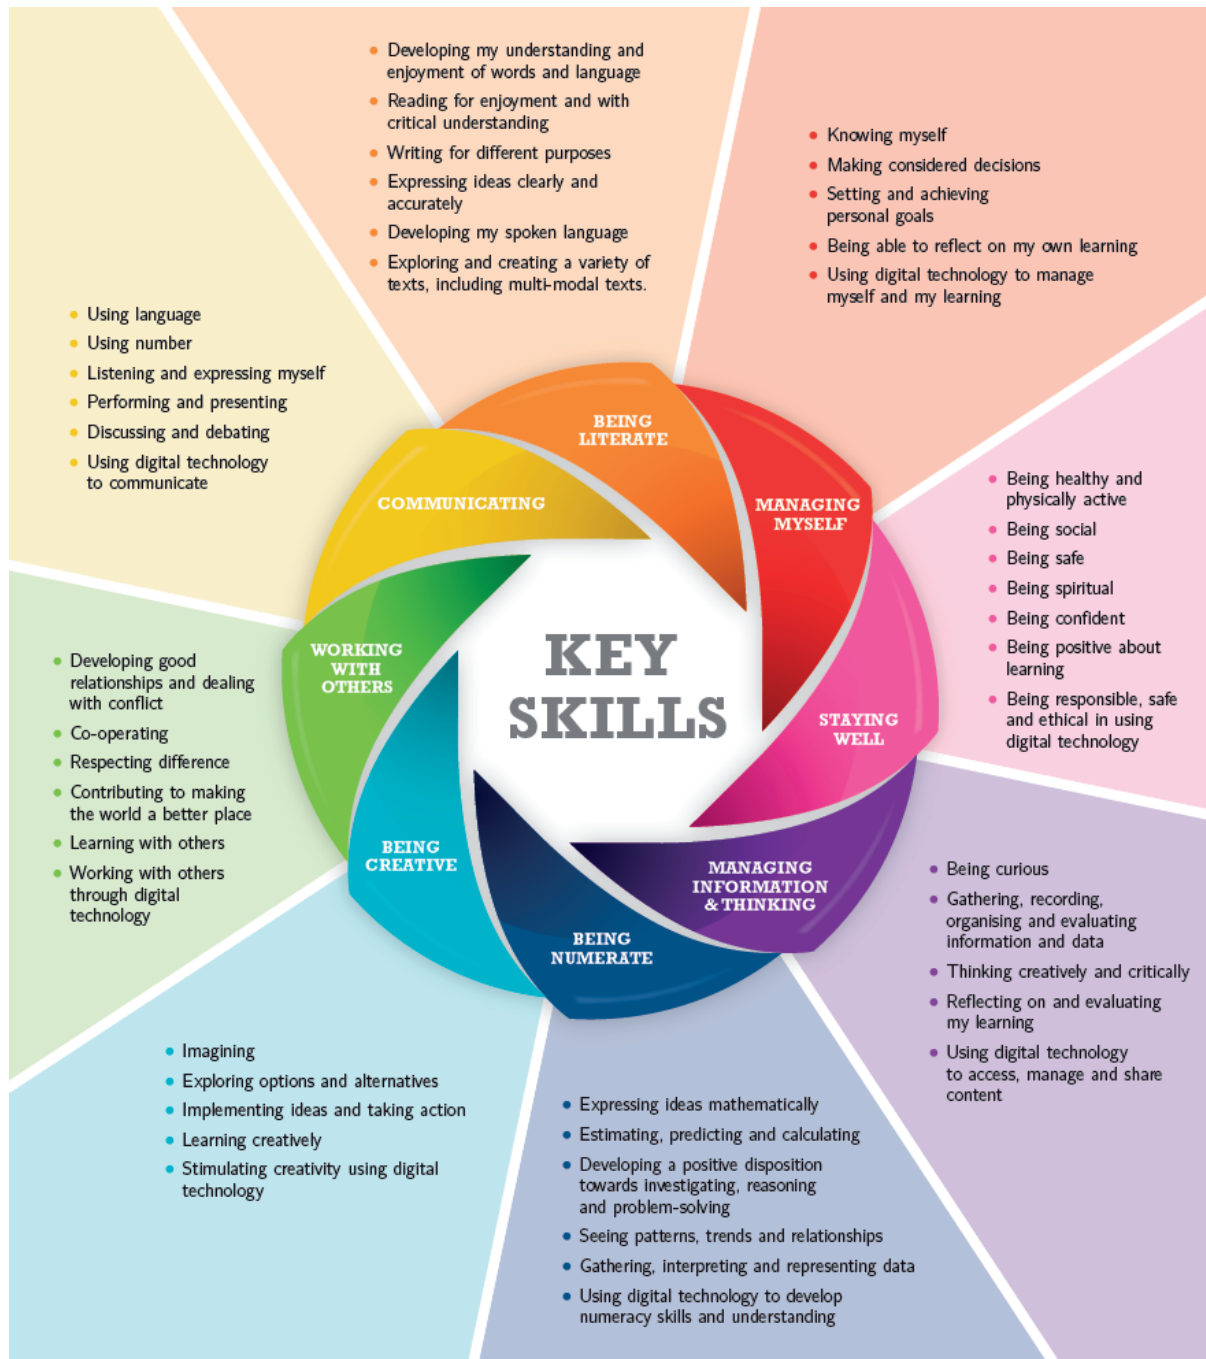 KEY
SKILLS
BEING
LITERATE
• Developing my understanding and
enjoyment of words and language
• Reading for enjoyment and with
critical understanding
• Writing for different purposes
• Expressing ideas clearly and
accurately
• Developing my spoken language
• Exploring and creating a variety of
texts, including multi-modal texts.
MANAGING
MYSELF
• Knowing myself
• Making considered decisions
• Setting and achieving
personal goals
• Being able to reflect on my own learning
• Using digital technology to manage
myself and my learning
STAYING
WELL
• Being healthy and
physically active
• Being social
• Being safe
• Being spiritual
• Being confident
• Being positive about
learning
• Being responsible, safe
and ethical in using
digital technology
MANAGING
INFORMATION
& THINKING
• Being curious
• Gathering, recording,
organising and evaluating
information and data
• Thinking creatively and critically
• Reflecting on and evaluating
my learning
• Using digital technology
to access, manage and share
content
BEING
NUMERATE
• Expressing ideas mathematically
• Estimating, predicting and calculating
• Developing a positive disposition
towards investigating, reasoning
and problem-solving
• Seeing patterns, trends and relationships
• Gathering, interpreting and representing data
• Using digital technology to develop
numeracy skills and understanding
BEING
CREATIVE
• Imagining
• Exploring options and alternatives
• Implementing ideas and taking action
• Learning creatively
• Stimulating creativity using digital
technology
WORKING
WITH
OTHERS
• Developing good
relationships and dealing
with conflict
• Co-operating
• Respecting difference
• Contributing to making
the world a better place
• Learning with others
• Working with others
through digital
technology
COMMUNICATING
• Using language
• Using number
• Listening and expressing myself
• Performing and presenting
• Discussing and debating
• Using digital technology
to communicate